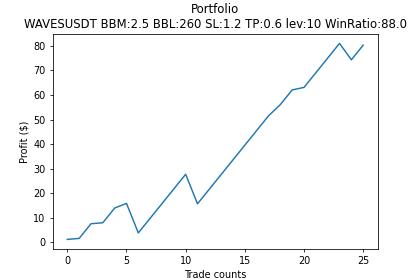 Portfolio
WAVESUSDT BBM:2.5 BBL:260 SL:1.2 TP:0.6 lev:10 WinRatio:88.0
Profit ($)
80
70
60
50
40
30
20
10
0
0 5 10 15 20 25
Trade counts